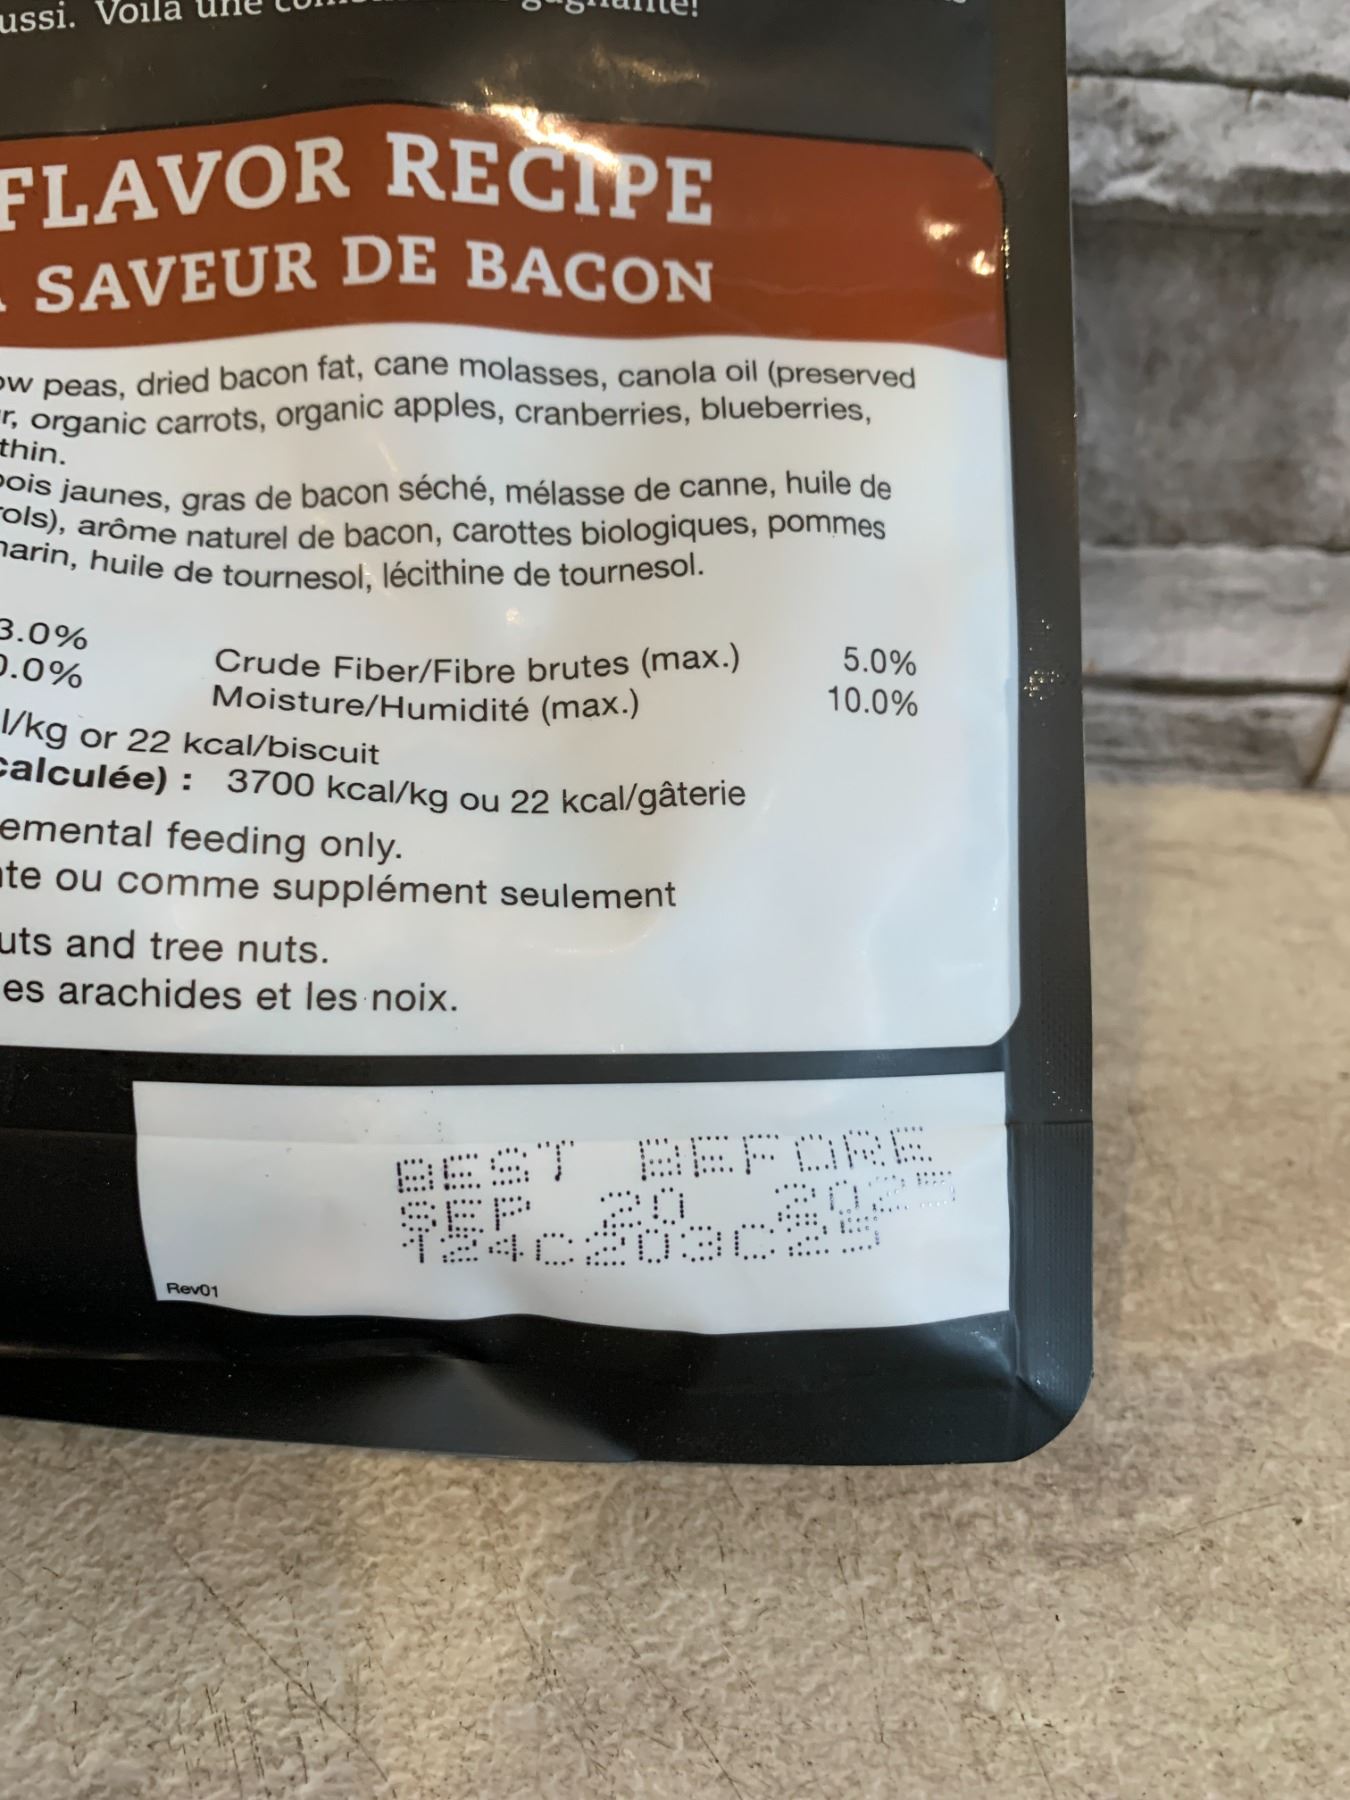 ussi. Voilà une
FLAVOR RECIPE
SAVEUR DE BACON
peas, dried bacon fat, cane molasses, canola oil (preserved
r, organic carrots, organic apples, cranberries, blueberries,
thin.
ois jaunes, gras de bacon séché, mélasse de canne, huile de
rols), arôme naturel de bacon, carottes biologiques, pommes
marin, huile de tournesol, lécithine de tournesol.
3.0%
0.0%
Crude Fiber/Fibre brutes (max.) 5.0%
Moisture/Humidité (max.) 10.0%
l/kg or 22 kcal/biscuit
calculée) : 3700 kcal/kg ou 22 kcal/gâterie
emental feeding only.
te ou comme supplément seulement
uts and tree nuts.
es arachides et les noix.
BEST BEFORE
SEP 20 2025
124C203C25
Rev01